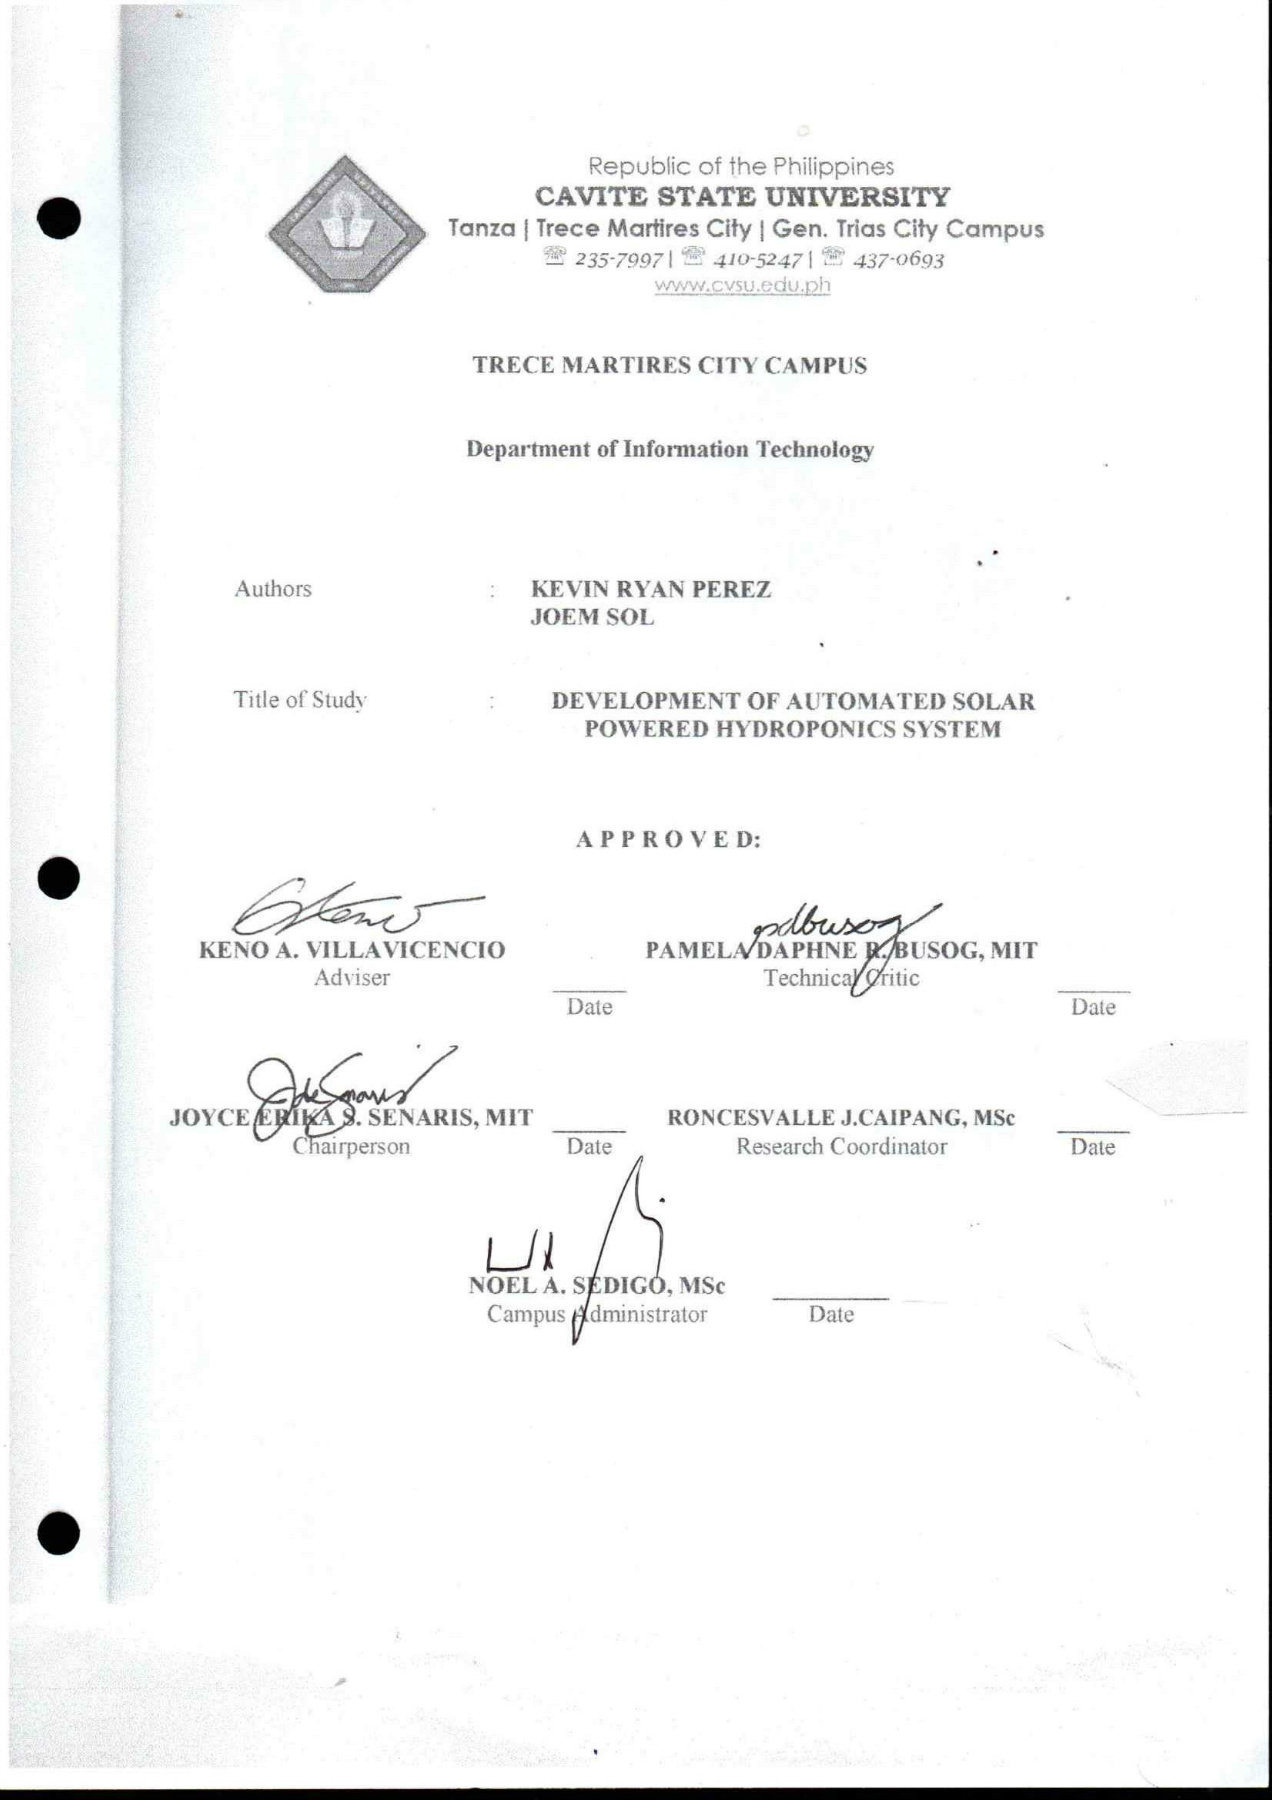 Republic of the Philippines
CAVITE STATE UNIVERSITY
Tanza | Trece Martires City | Gen. Trias City Campus
☏ 235-7997 | ☏ 410-5247 | ☏ 437-0693
www.cvsu.edu.ph
TRECE MARTIRES CITY CAMPUS
Department of Information Technology
Authors : KEVIN RYAN PEREZ
JOEM SOL
Title of Study : DEVELOPMENT OF AUTOMATED SOLAR
POWERED HYDROPONICS SYSTEM
A P P R O V E D:
pdbusog
KENO A. VILLAVICENCIO PAMELA DAPHNE R. BUSOG, MIT
Adviser Technical Critic
Date Date
JOYCE ERIKA S. SENARIS, MIT RONCESVALLE J.CAIPANG, MSc
Chairperson Date Research Coordinator Date
NOEL A. SEDIGO, MSc
Campus Administrator Date